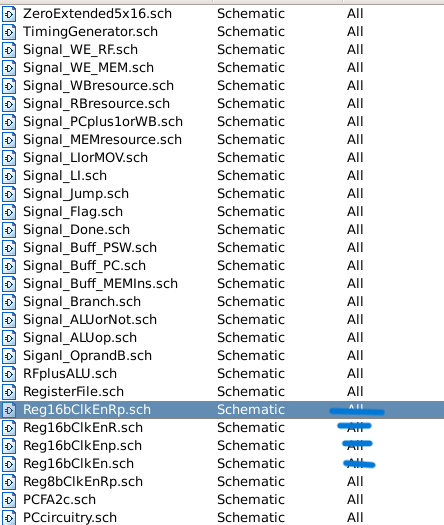 ZeroExtended5x16.sch Schematic All
TimingGenerator.sch Schematic All
Signal_WE_RF.sch Schematic All
Signal_WE_MEM.sch Schematic All
Signal_WBresource.sch Schematic All
Signal_RBresource.sch Schematic All
Signal_PCplus1orWB.sch Schematic All
Signal_MEMresource.sch Schematic All
Signal_LIorMOV.sch Schematic All
Signal_LI.sch Schematic All
Signal_Jump.sch Schematic All
Signal_Flag.sch Schematic All
Signal_Done.sch Schematic All
Signal_Buff_PSW.sch Schematic All
Signal_Buff_PC.sch Schematic All
Signal_Buff_MEMIns.sch Schematic All
Signal_Branch.sch Schematic All
Signal_ALUorNot.sch Schematic All
Signal_ALUop.sch Schematic All
Siganl_OprandB.sch Schematic All
RFplusALU.sch Schematic All
RegisterFile.sch Schematic All
Reg16bClkEnRp.sch Schematic All
Reg16bClkEnR.sch Schematic All
Reg16bClkEnp.sch Schematic All
Reg16bClkEn.sch Schematic All
Reg8bClkEnRp.sch Schematic All
PCFA2c.sch Schematic All
PCcircuitry.sch Schematic All